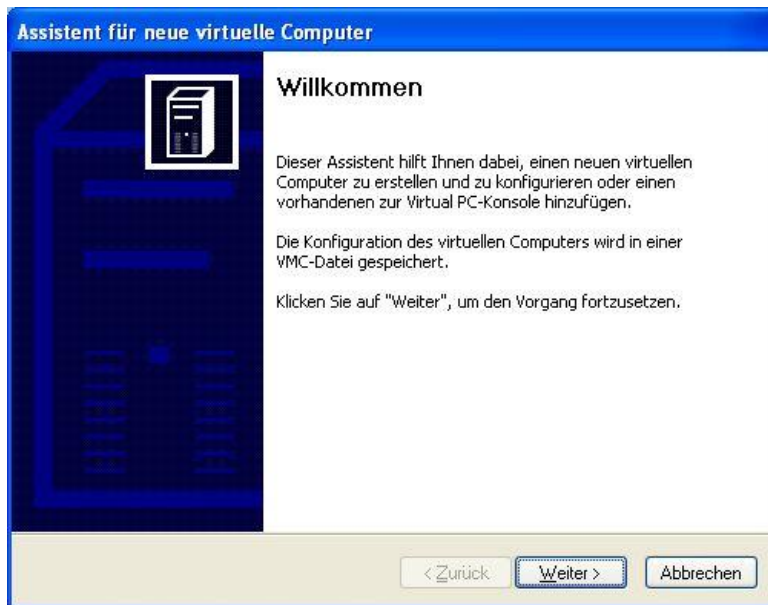 Assistent für neue virtuelle Computer
Willkommen
Dieser Assistent hilft Ihnen dabei, einen neuen virtuellen
Computer zu erstellen und zu konfigurieren oder einen
vorhandenen zur Virtual PC-Konsole hinzufügen.
Die Konfiguration des virtuellen Computers wird in einer
VMC-Datei gespeichert.
Klicken Sie auf "Weiter", um den Vorgang fortzusetzen.
< Zurück Weiter > Abbrechen